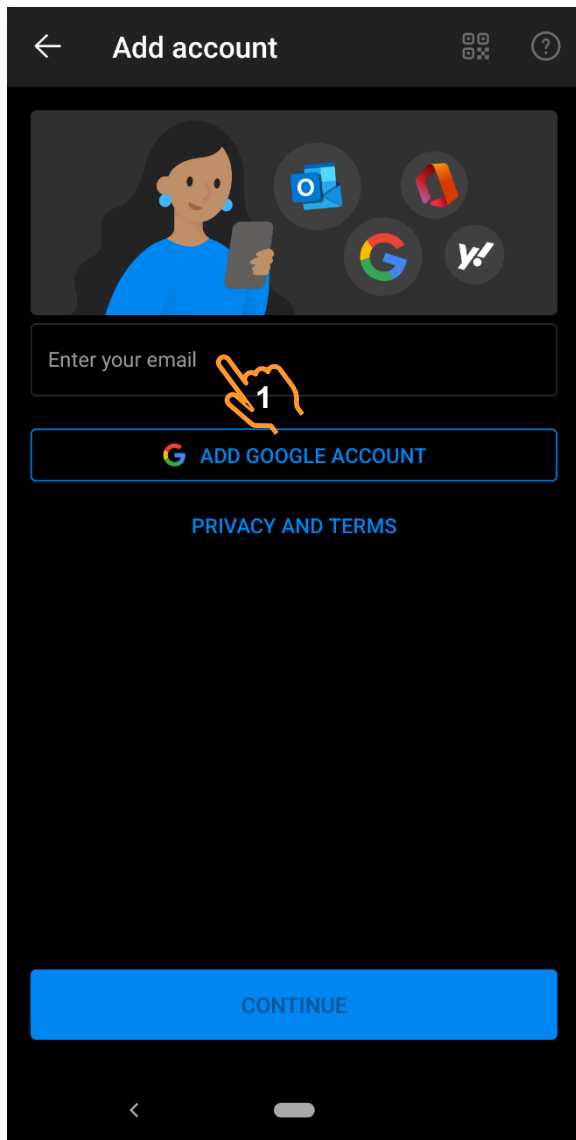 Add account
Enter your email
1
ADD GOOGLE ACCOUNT
PRIVACY AND TERMS
CONTINUE